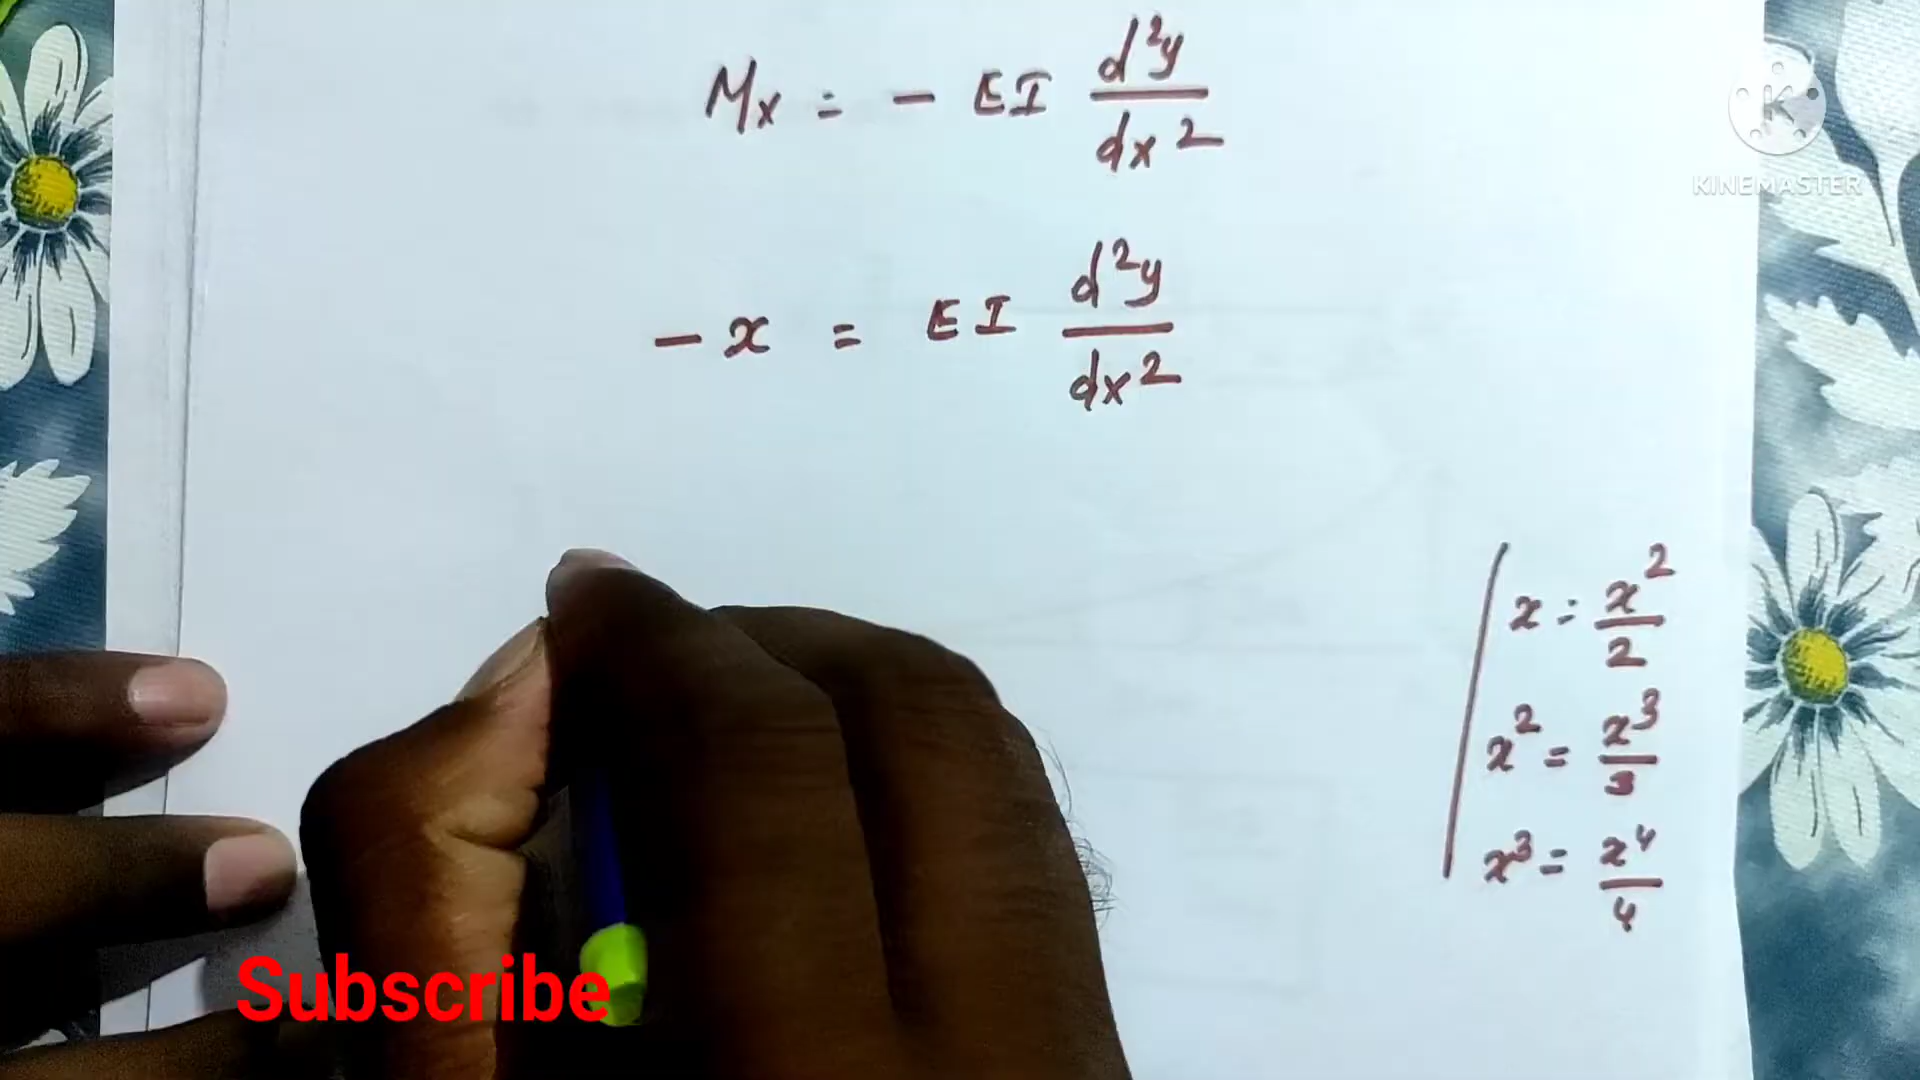 Mx = - EI d²y/dx²
KINEMASTER
- x = EI d²y/dx²
x = x²/2
x² = x³/3
x³ = x⁴/4
Subscribe